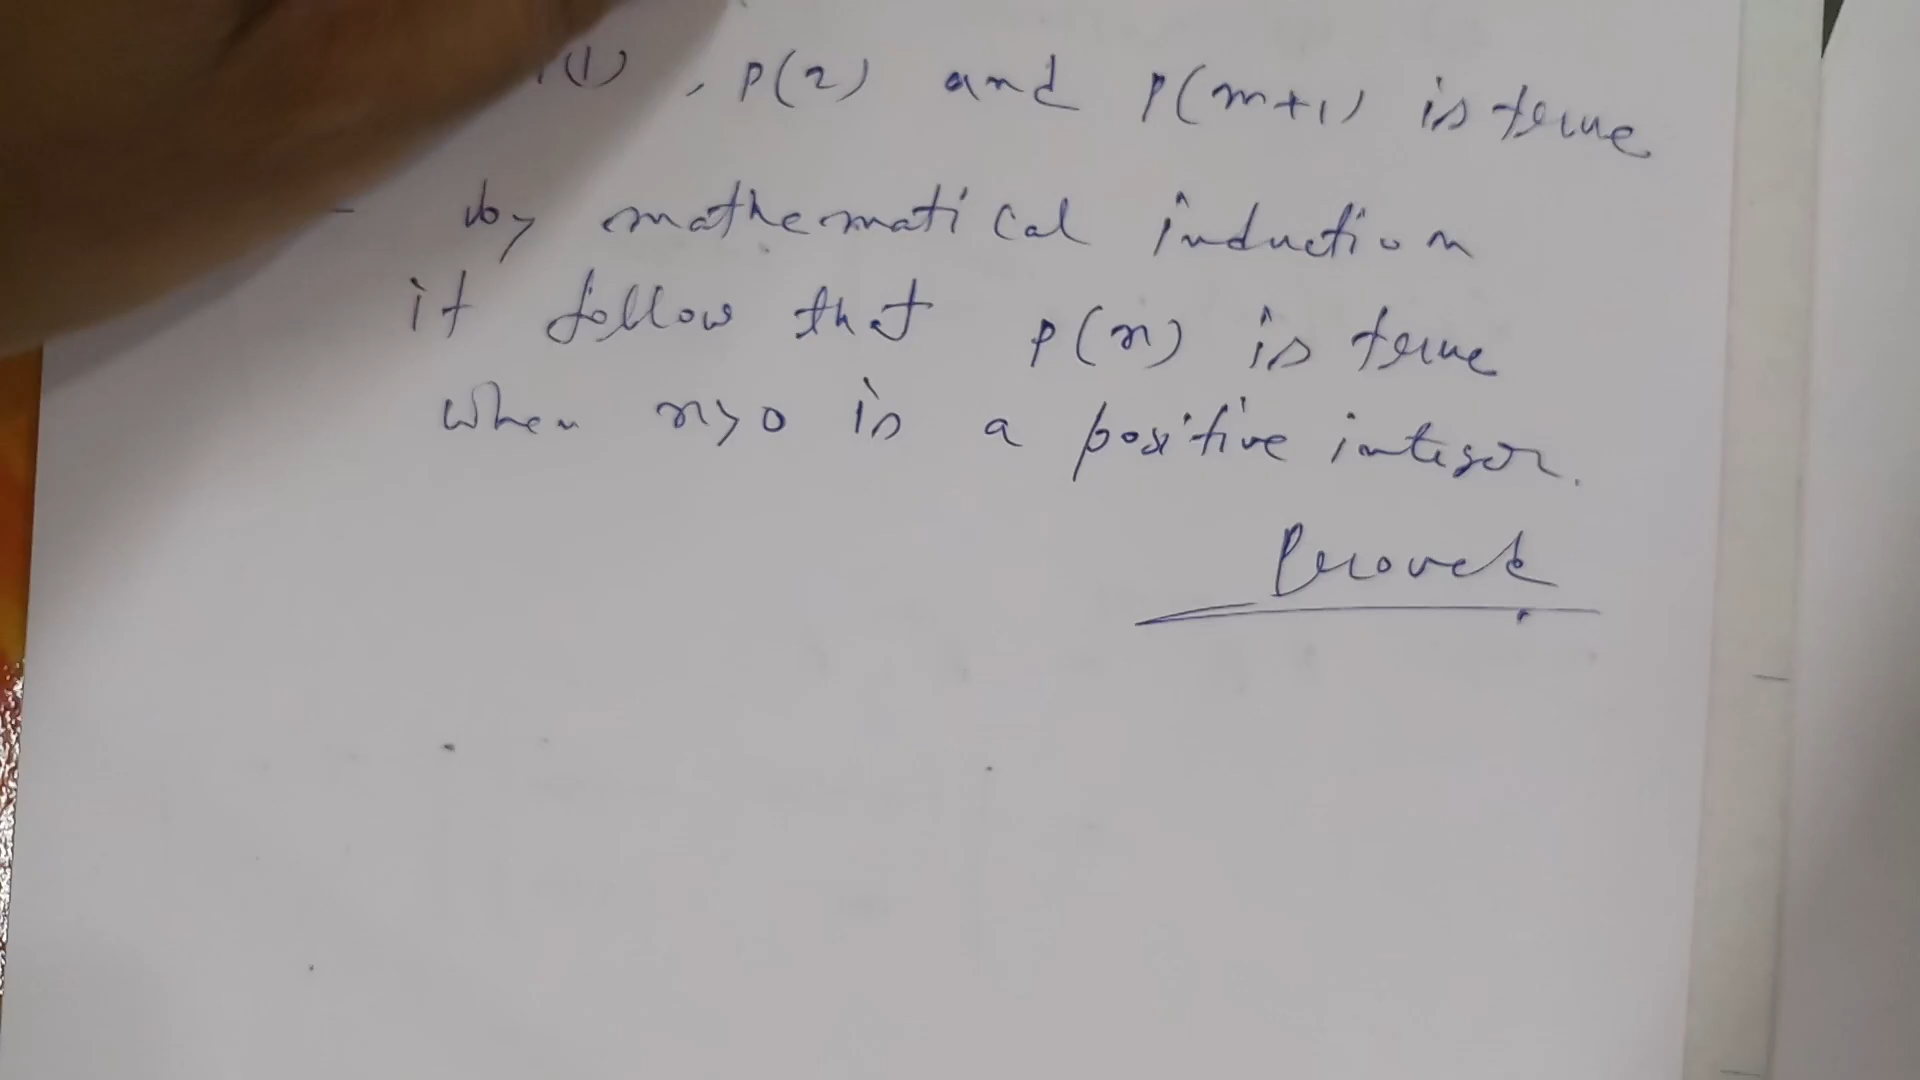 (1), P(2) and P(m+1) is true
by mathematical induction
it follow that P(n) is true
when n>0 is a positive integer.
Proved